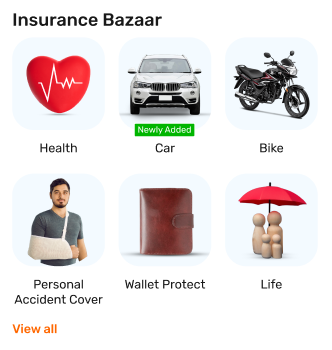 Insurance Bazaar
Newly Added
Health
Car
Bike
Personal
Accident Cover
Wallet Protect
Life
View all